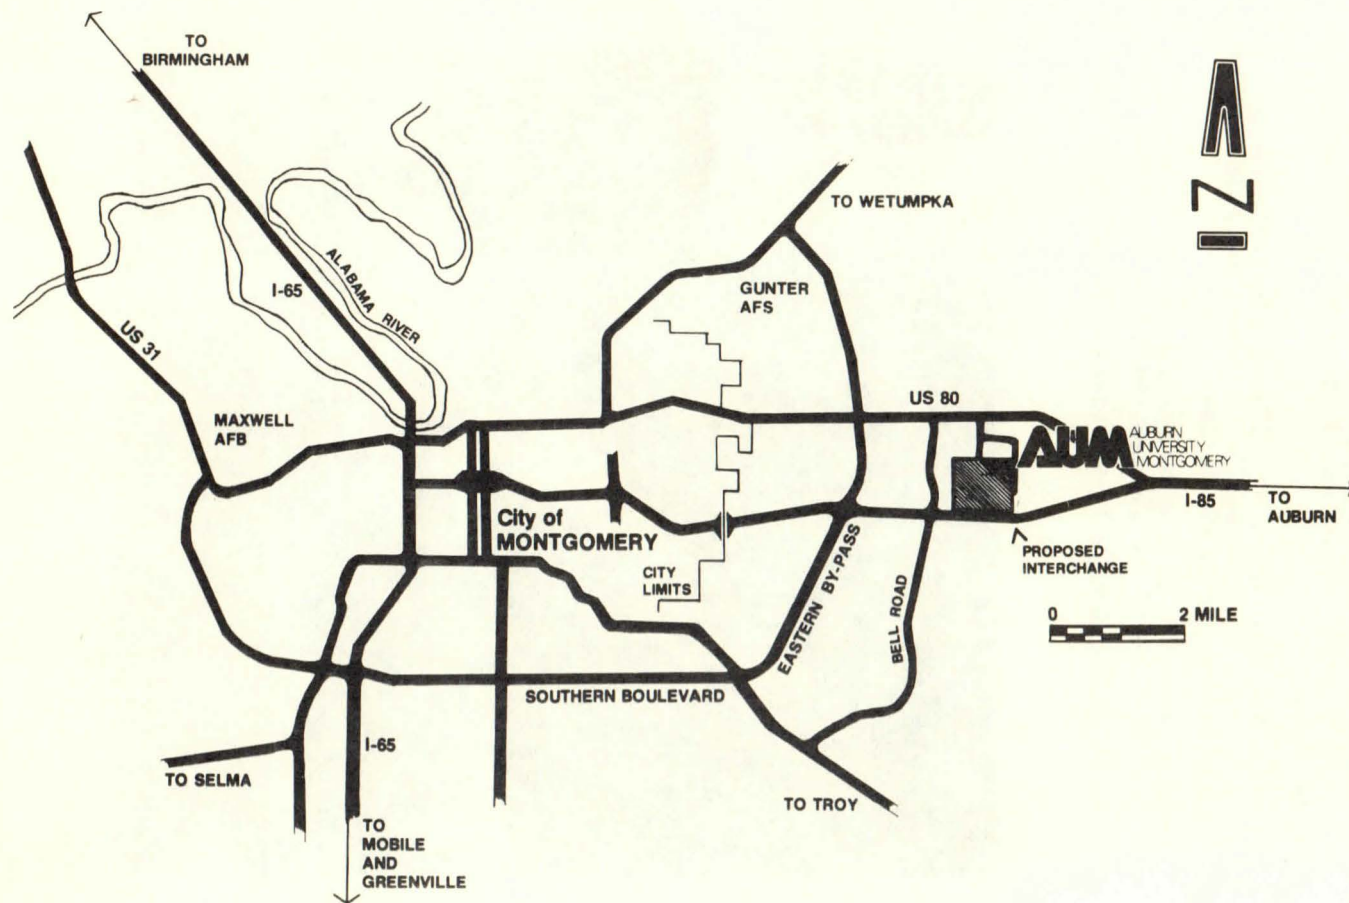 TO
BIRMINGHAM
N
TO WETUMPKA
ALABAMA RIVER
I-65
GUNTER
AFS
US 31
MAXWELL
AFB
US 80
AUM
AUBURN
UNIVERSITY
MONTGOMERY
I-85
TO
AUBURN
City of
MONTGOMERY
PROPOSED
INTERCHANGE
CITY
LIMITS
EASTERN BY-PASS
BELL ROAD
0 2 MILE
SOUTHERN BOULEVARD
I-65
TO SELMA
TO TROY
TO
MOBILE
AND
GREENVILLE